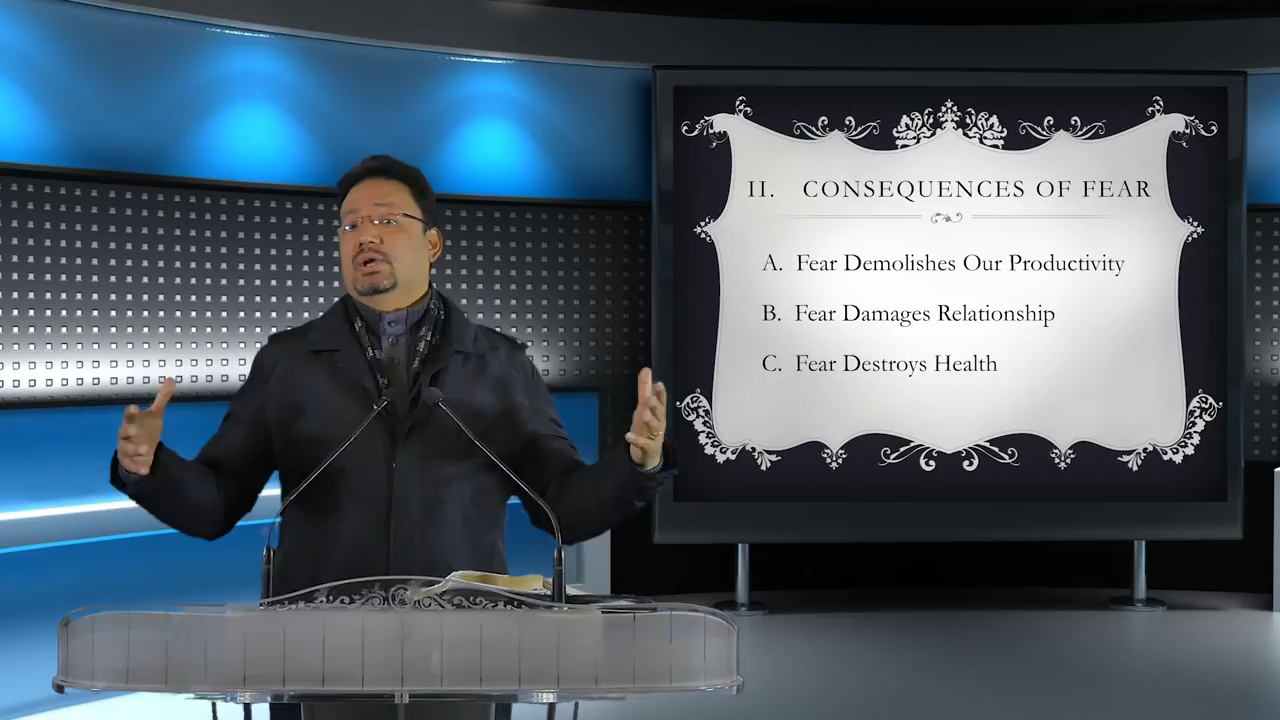 II. CONSEQUENCES OF FEAR
A. Fear Demolishes Our Productivity
B. Fear Damages Relationship
C. Fear Destroys Health